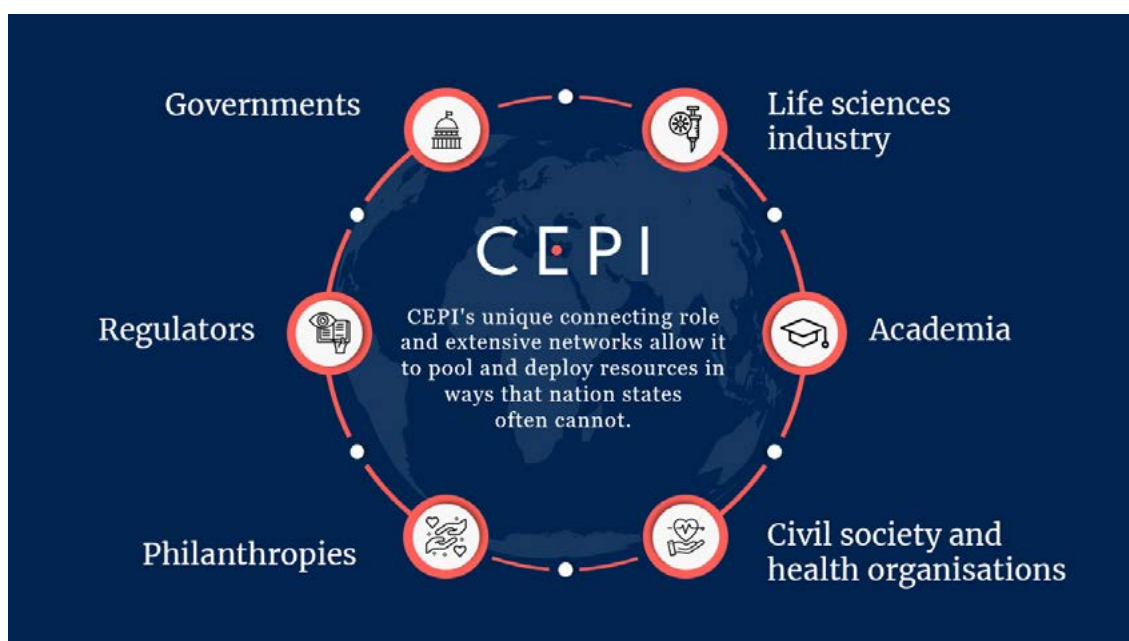 Governments
Life sciences
industry
CEPI
CEPI's unique connecting role
and extensive networks allow it
to pool and deploy resources in
ways that nation states
often cannot.
Regulators
Academia
Philanthropies
Civil society and
health organisations